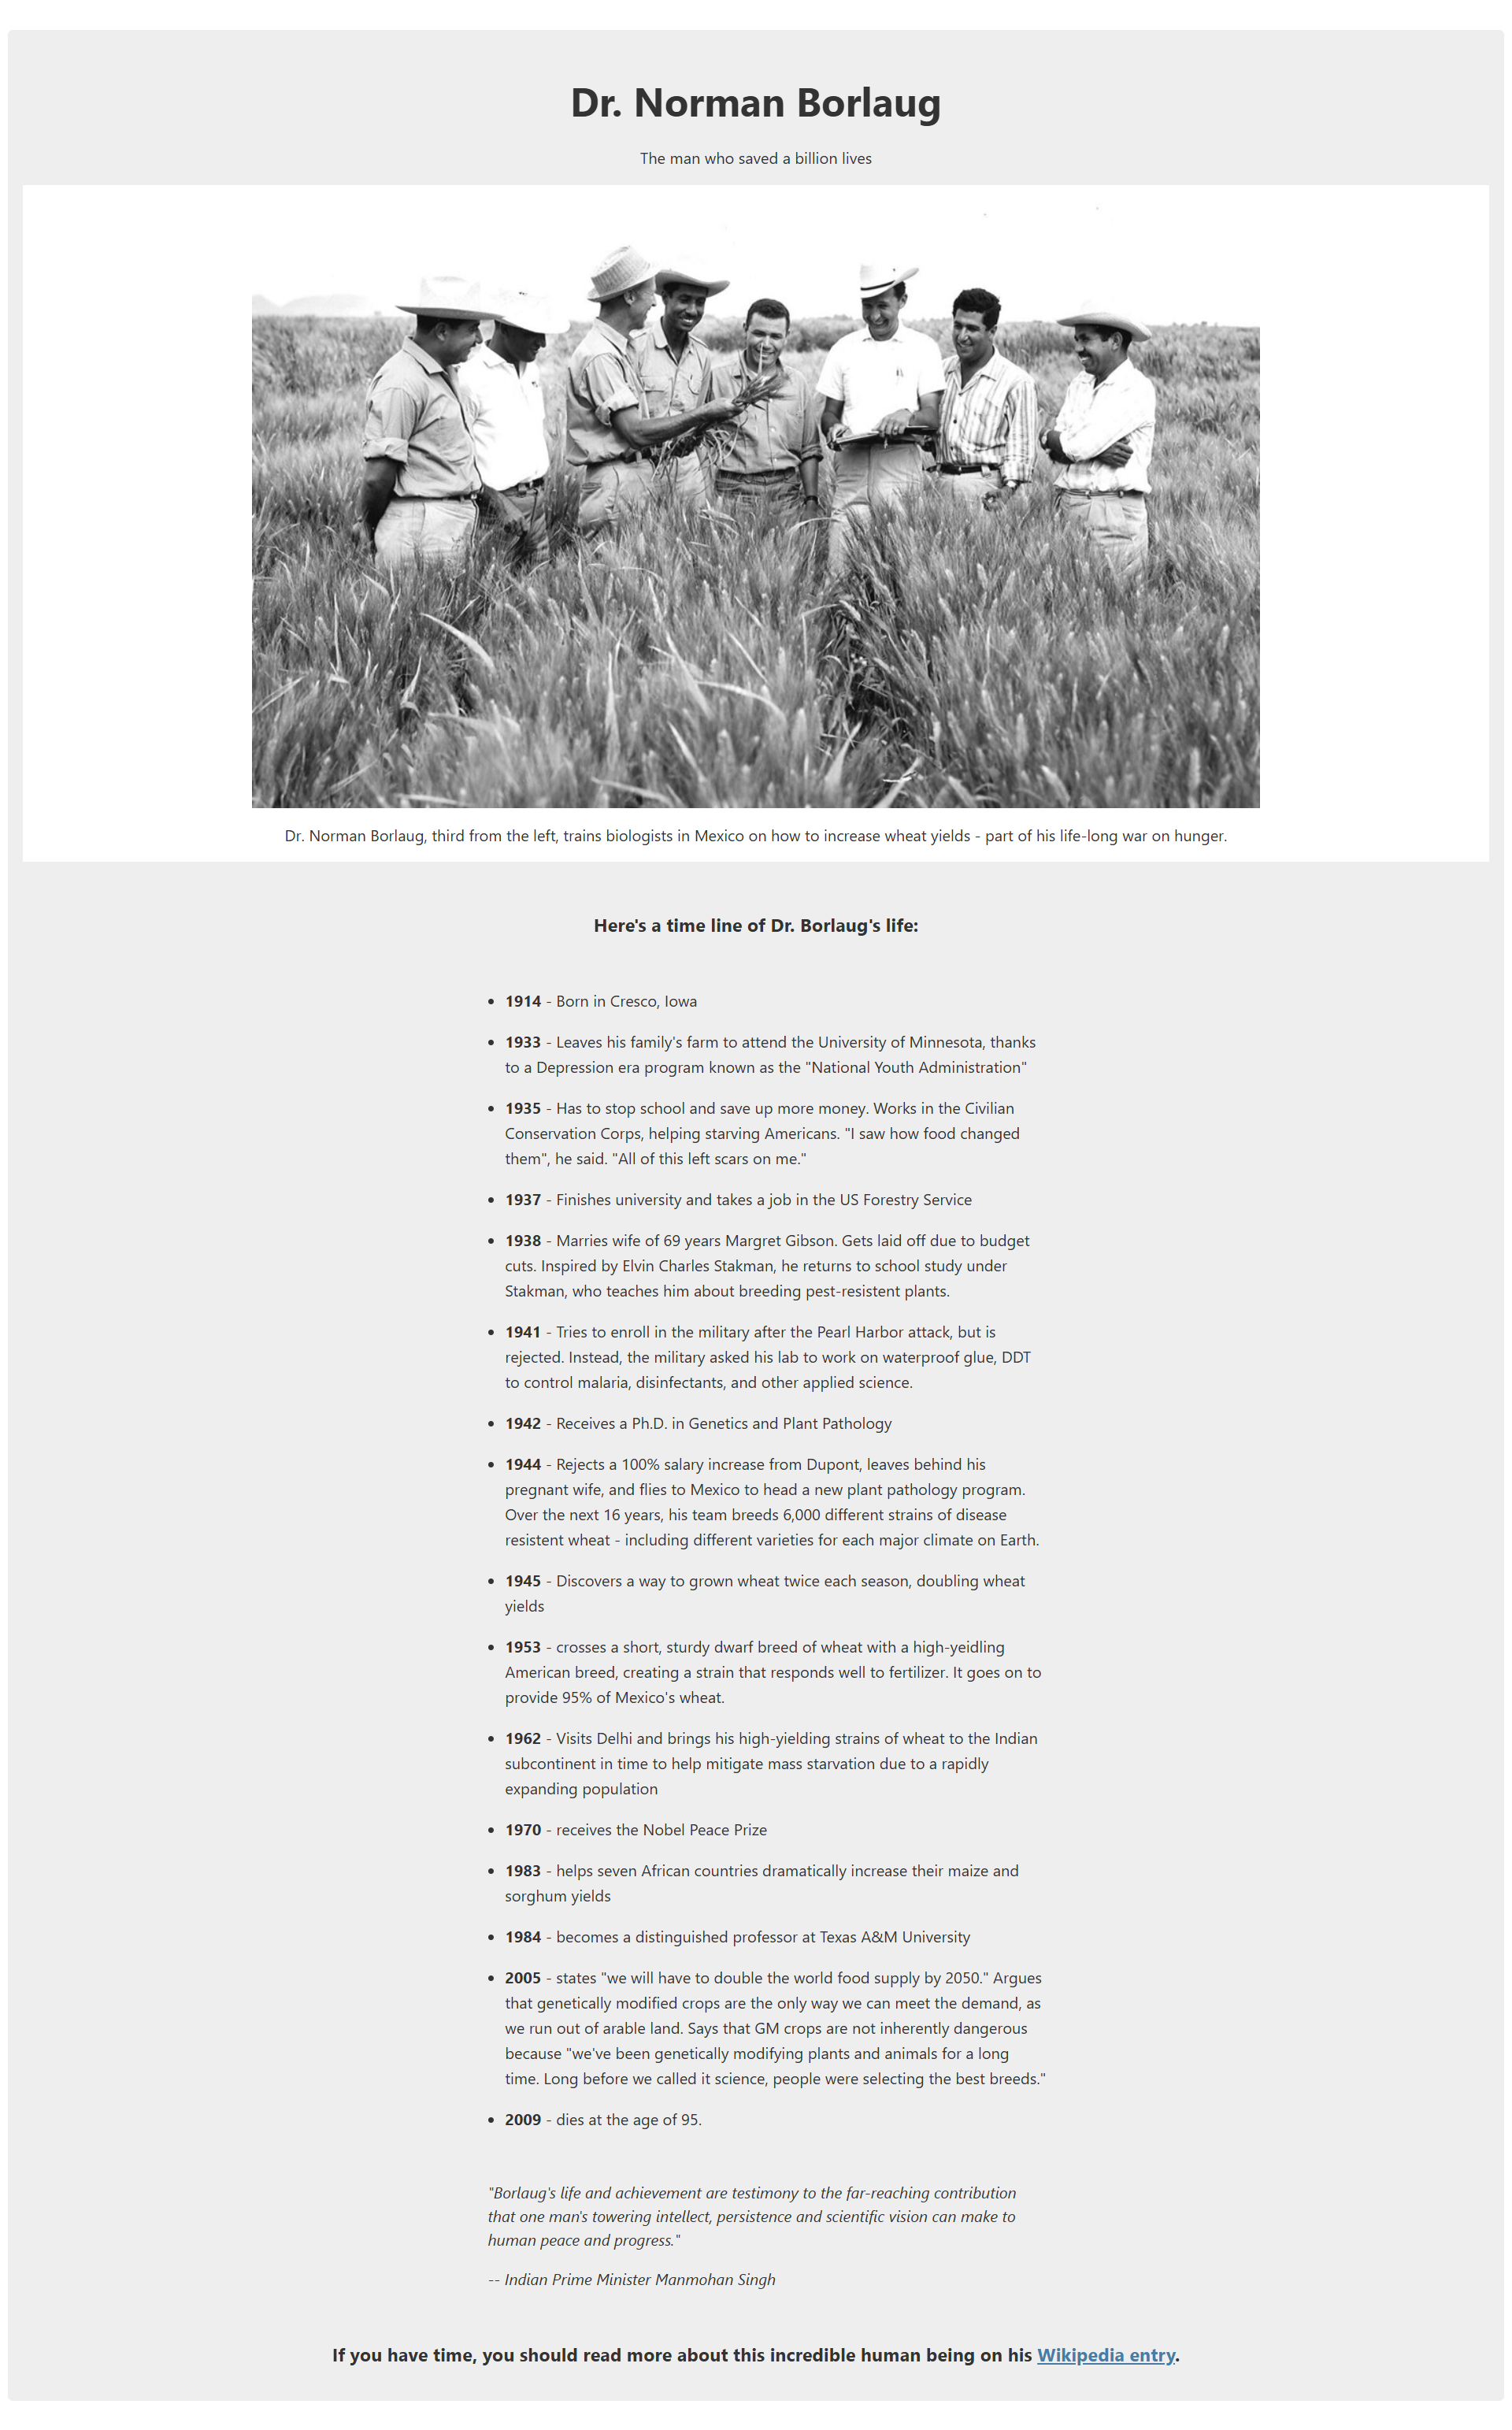 Dr. Norman Borlaug
The man who saved a billion lives
Dr. Norman Borlaug, third from the left, trains biologists in Mexico on how to increase wheat yields - part of his life-long war on hunger.
Here's a time line of Dr. Borlaug's life:
• 1914 - Born in Cresco, Iowa
• 1933 - Leaves his family's farm to attend the University of Minnesota, thanks
to a Depression era program known as the "National Youth Administration"
• 1935 - Has to stop school and save up more money. Works in the Civilian
Conservation Corps, helping starving Americans. "I saw how food changed
them", he said. "All of this left scars on me."
• 1937 - Finishes university and takes a job in the US Forestry Service
• 1938 - Marries wife of 69 years Margret Gibson. Gets laid off due to budget
cuts. Inspired by Elvin Charles Stakman, he returns to school study under
Stakman, who teaches him about breeding pest-resistent plants.
• 1941 - Tries to enroll in the military after the Pearl Harbor attack, but is
rejected. Instead, the military asked his lab to work on waterproof glue, DDT
to control malaria, disinfectants, and other applied science.
• 1942 - Receives a Ph.D. in Genetics and Plant Pathology
• 1944 - Rejects a 100% salary increase from Dupont, leaves behind his
pregnant wife, and flies to Mexico to head a new plant pathology program.
Over the next 16 years, his team breeds 6,000 different strains of disease
resistent wheat - including different varieties for each major climate on Earth.
• 1945 - Discovers a way to grown wheat twice each season, doubling wheat
yields
• 1953 - crosses a short, sturdy dwarf breed of wheat with a high-yeidling
American breed, creating a strain that responds well to fertilizer. It goes on to
provide 95% of Mexico's wheat.
• 1962 - Visits Delhi and brings his high-yielding strains of wheat to the Indian
subcontinent in time to help mitigate mass starvation due to a rapidly
expanding population
• 1970 - receives the Nobel Peace Prize
• 1983 - helps seven African countries dramatically increase their maize and
sorghum yields
• 1984 - becomes a distinguished professor at Texas A&M University
• 2005 - states "we will have to double the world food supply by 2050." Argues
that genetically modified crops are the only way we can meet the demand, as
we run out of arable land. Says that GM crops are not inherently dangerous
because "we've been genetically modifying plants and animals for a long
time. Long before we called it science, people were selecting the best breeds."
• 2009 - dies at the age of 95.
"Borlaug's life and achievement are testimony to the far-reaching contribution
that one man's towering intellect, persistence and scientific vision can make to
human peace and progress."
-- Indian Prime Minister Manmohan Singh
If you have time, you should read more about this incredible human being on his Wikipedia entry.